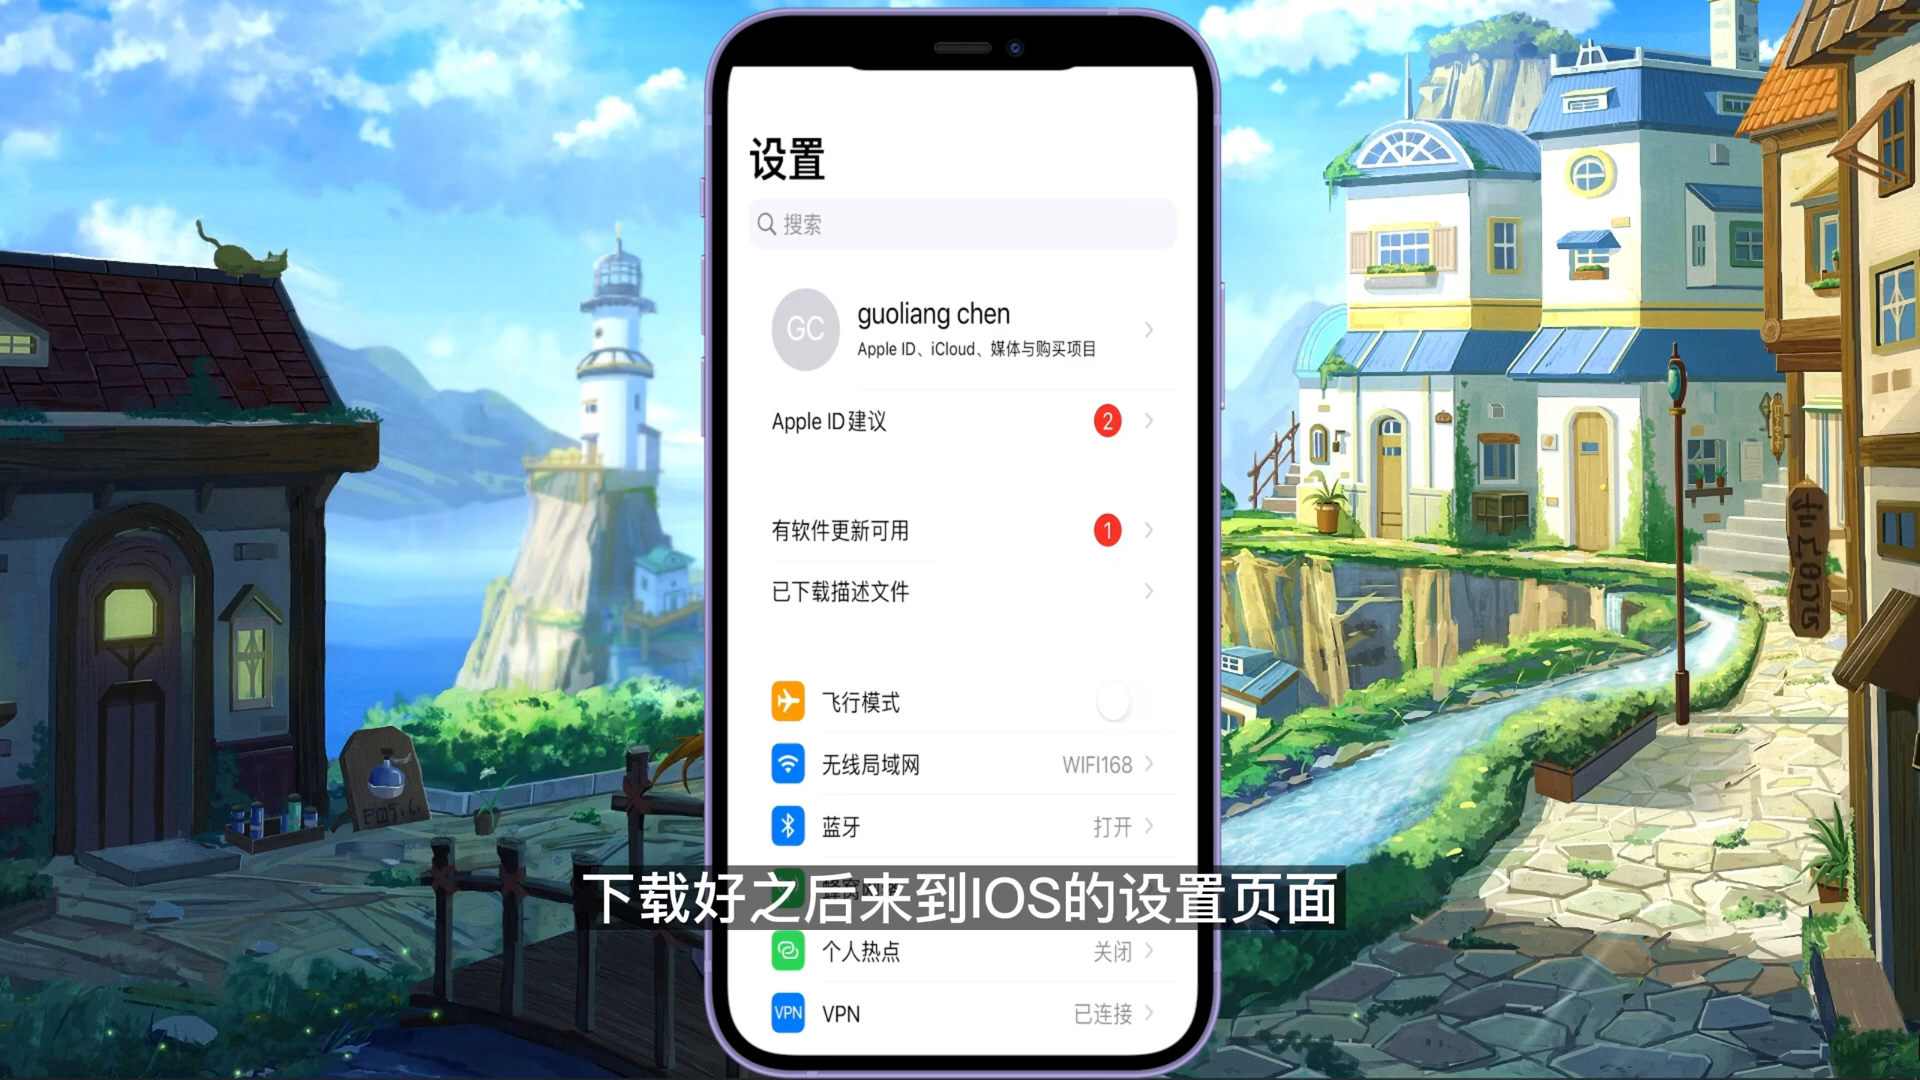 设置
搜索
GC
guoliang chen
Apple ID、iCloud、媒体与购买项目
Apple ID建议
2
有软件更新可用
1
已下载描述文件
飞行模式
无线局域网
WIFI168
蓝牙
打开
下载好之后来到IOS的设置页面
个人热点
关闭
VPN
VPN
已连接